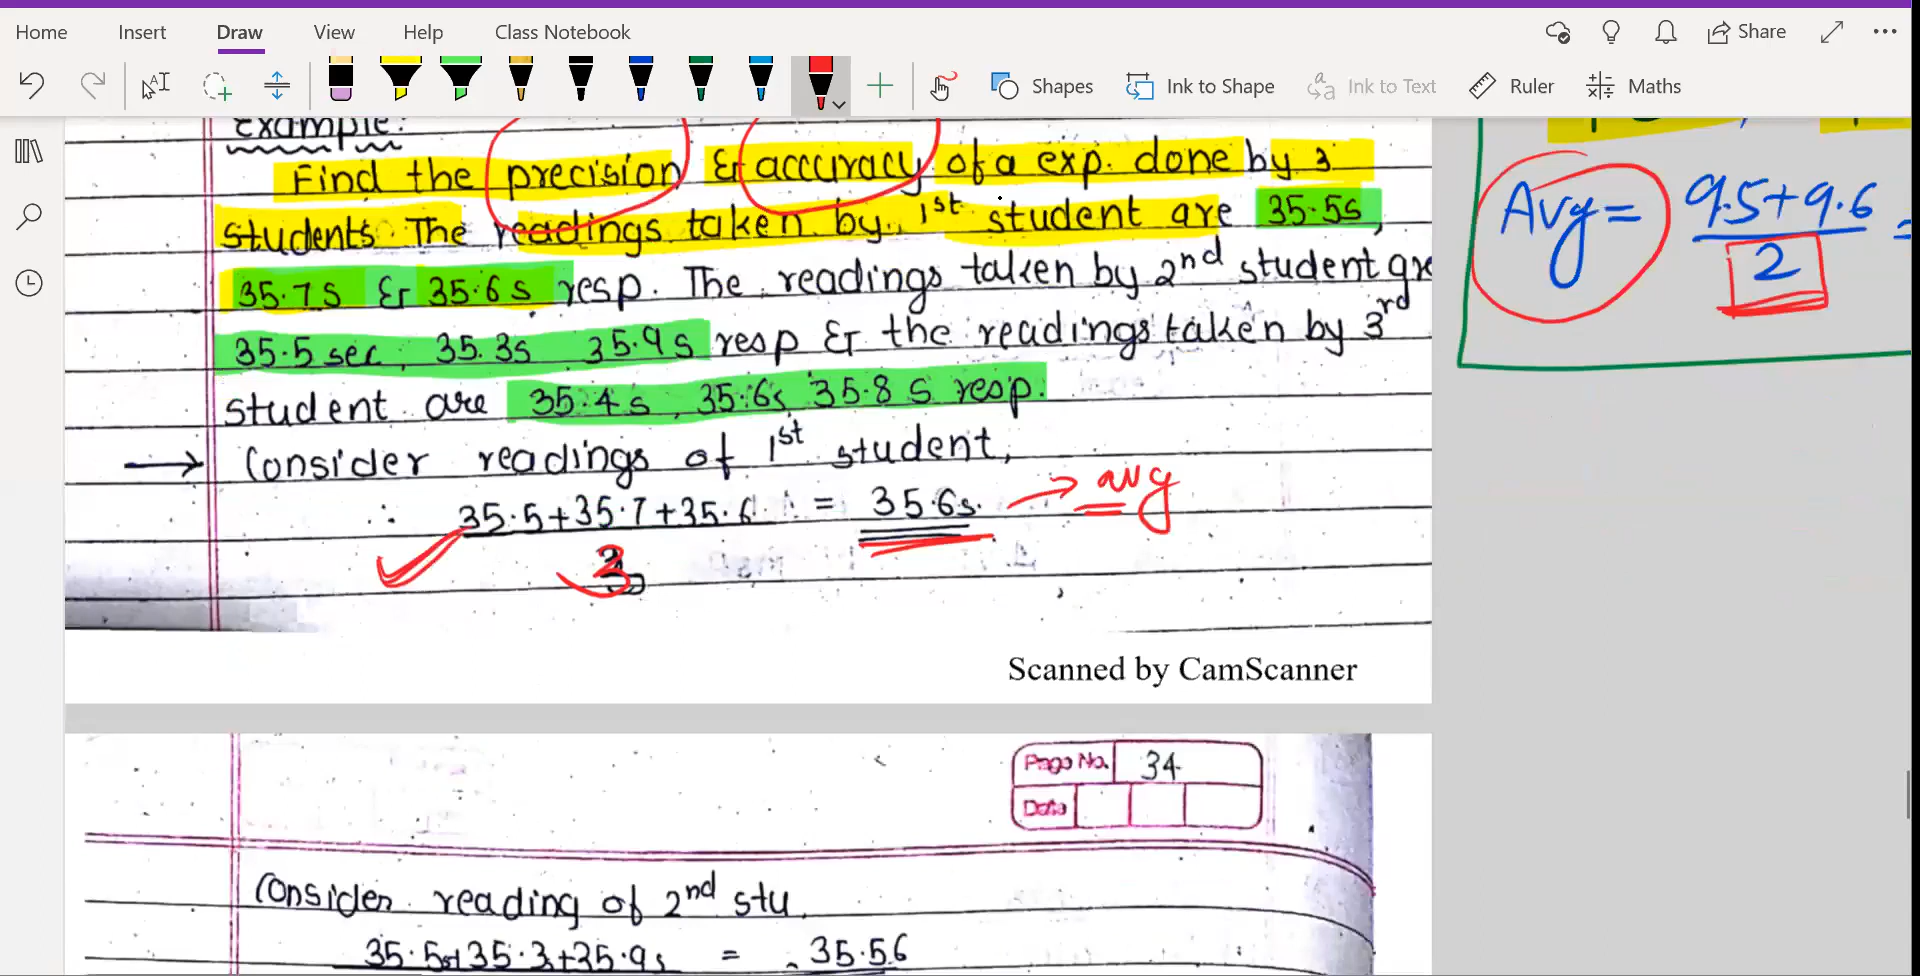 Home Insert Draw View Help Class Notebook Share
Shapes Ink to Shape Ink to Text Ruler Maths
Example:
Find the precision & accuracy of a exp. done by 3
students. The readings taken by 1st student are 35.5s,
35.7s & 35.6s resp. The readings taken by 2nd student are
35.5 sec, 35.3s 35.9s resp & the readings taken by 3rd
student are 35.4s, 35.6s 35.8s resp.
→ Consider readings of 1st student,
∴ 35.5+35.7+35.6 = 35.6s. → avg
3
Scanned by CamScanner
Page No. 34
Date
Consider reading of 2nd stu.
35.5s+35.3s+35.9s = 35.56
Avg = 9.5+9.6 =
2